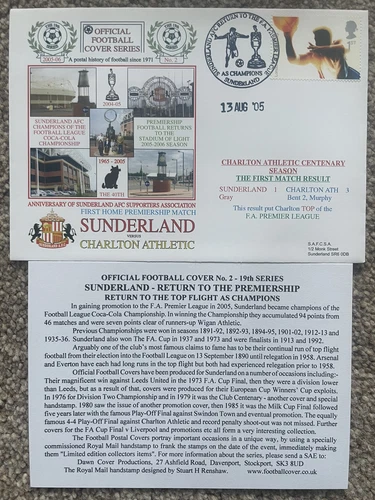 OFFICIAL
FOOTBALL
COVER SERIES
2005-06
No. 2
"A postal history of football since 1971"
SUNDERLAND AFC
CHAMPIONS OF THE
FOOTBALL LEAGUE
COCA-COLA
CHAMPIONSHIP
2004-05
PREMIERSHIP
FOOTBALL RETURNS
TO THE
STADIUM OF LIGHT
2005-2006 SEASON
1965 - 2005
THE 40TH
ANNIVERSARY OF SUNDERLAND AFC SUPPORTERS ASSOCIATION
FIRST HOME PREMIERSHIP MATCH
SUNDERLAND
VERSUS
CHARLTON ATHLETIC
SUNDERLAND AFC RETURN TO THE F.A. PREMIER LEAGUE
AS CHAMPIONS
SUNDERLAND
13 AUG '05
CHARLTON ATHLETIC CENTENARY
SEASON
THE FIRST MATCH RESULT
SUNDERLAND 1 CHARLTON ATH 3
Gray Bent 2, Murphy
This result put Charlton TOP of the
F.A. PREMIER LEAGUE
S.A.F.C.S.A
1/2 Monk Street
Sunderland SR6 0DB
OFFICIAL FOOTBALL COVER No. 2 - 19th SERIES
SUNDERLAND - RETURN TO THE PREMIERSHIP
RETURN TO THE TOP FLIGHT AS CHAMPIONS
In gaining promotion to the F.A. Premier League in 2005, Sunderland became champions of the
Football League Coca-Cola Championship. In winning the Championship they accumulated 94 points from
46 matches and were seven points clear of runners-up Wigan Athletic.
Previous Championships were won in seasons 1891-92, 1892-93, 1894-95, 1901-02, 1912-13 and
1935-36. Sunderland also won The FA. Cup in 1937 and 1973 and were finalists in 1913 and 1992.
Arguably one of the club's most famous claims to fame has to be their continual run of top flight
football from their election into the Football League on 13 September 1890 until relegation in 1958. Arsenal
and Everton have each had long runs in the top flight but both had experienced relegation prior to 1958.
Official Football Covers have been produced for Sunderland on a number of occasions including:-
Their magnificent win against Leeds United in the 1973 F.A. Cup Final, then they were a division lower
than Leeds, but as a result of that, covers were produced for their European Cup Winners' Cup exploits.
In 1976 for Division Two Championship and in 1979 it was the Club Centenary - another cover and special
handstamp. 1980 saw the issue of another promotion cover, then 1985 it was the Milk Cup Final followed
five years later with the famous Play-Off Final against Swindon Town and eventual promotion. The equally
famous 4-4 Play-Off Final against Charlton Athletic and record penalty shoot-out was not missed. Further
covers for the FA Cup Final v Liverpool and promotions etc all form a very interesting collection.
The Football Postal Covers portray important occasions in a unique way, by using a specially
commissioned Royal Mail handstamp to frank the stamps on the date of the event, immediately making
them "Limited edition collectors items". For more information about the series, please send a SAE to:
Dawn Cover Productions, 27 Ashfield Road, Davenport, Stockport, SK3 8UD
The Royal Mail handstamp designed by Stuart H Renshaw. www.footballcover.co.uk